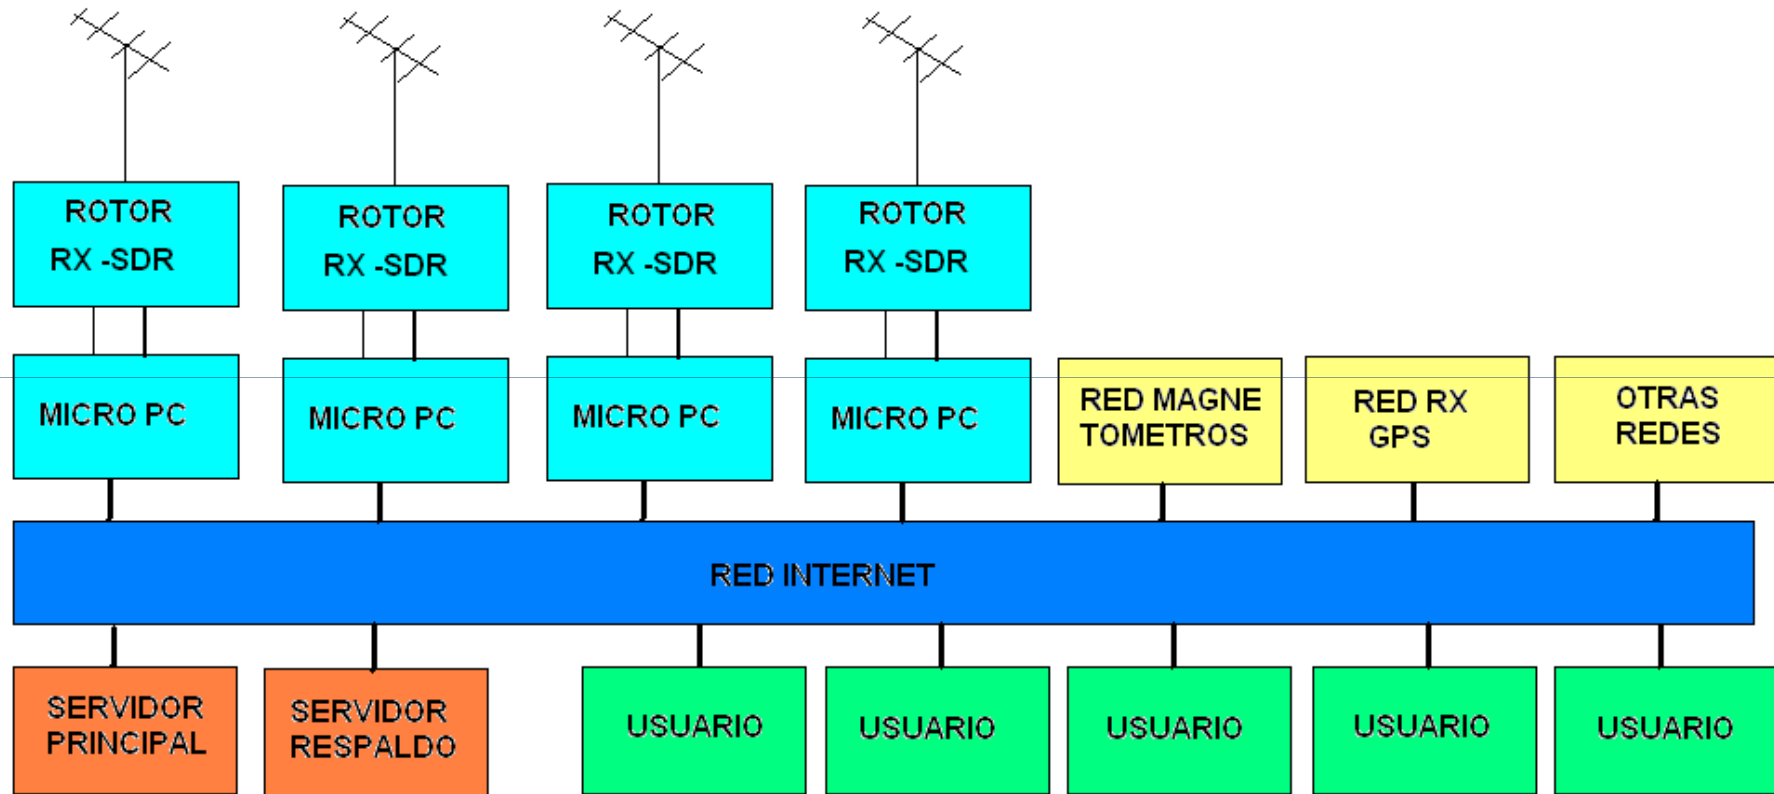 ROTOR
RX -SDR
ROTOR
RX -SDR
ROTOR
RX -SDR
ROTOR
RX -SDR
MICRO PC
MICRO PC
MICRO PC
MICRO PC
RED MAGNE
TOMETROS
RED RX
GPS
OTRAS
REDES
RED INTERNET
SERVIDOR
PRINCIPAL
SERVIDOR
RESPALDO
USUARIO
USUARIO
USUARIO
USUARIO
USUARIO